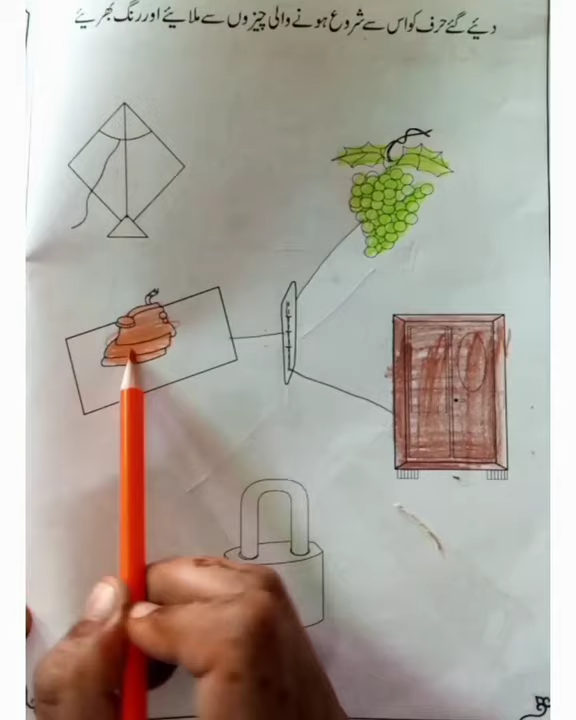 دیئے گئے حرف کو اس سے شروع ہونے والی چیزوں سے ملایئے اور رنگ بھریئے